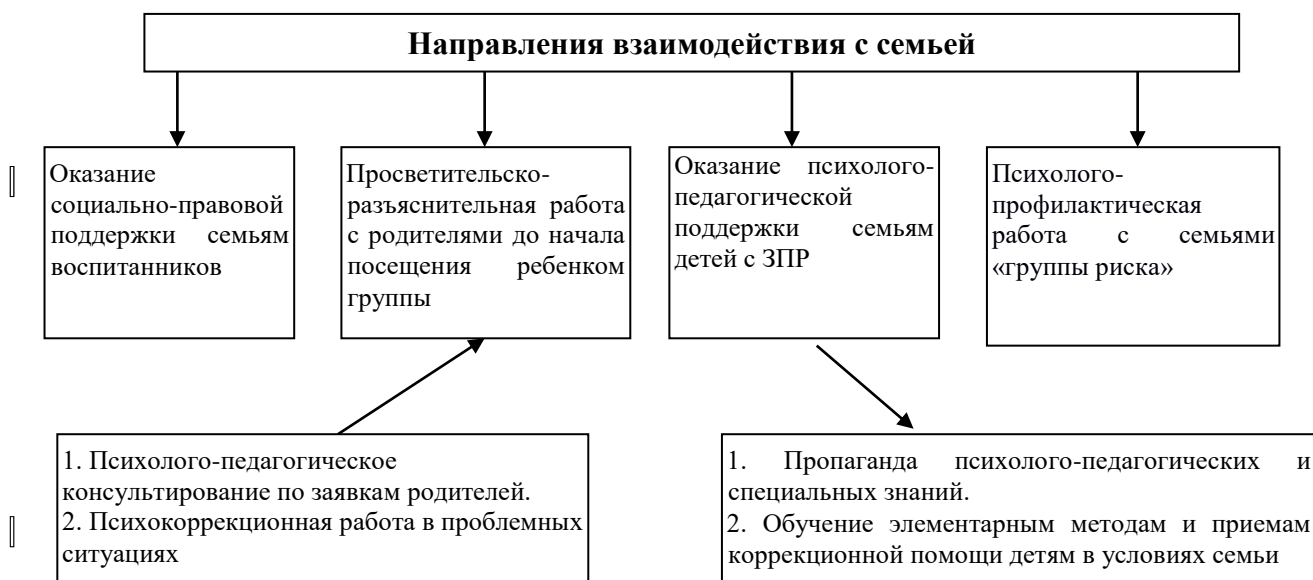 Направления взаимодействия с семьей
Оказание
социально-правовой
поддержки семьям
воспитанников
Просветительско-
разъяснительная работа
с родителями до начала
посещения ребенком
группы
Оказание психолого-
педагогической
поддержки семьям
детей с ЗПР
Психолого-
профилактическая
работа с семьями
«группы риска»
1. Психолого-педагогическое
консультирование по заявкам родителей.
2. Психокоррекционная работа в проблемных
ситуациях
1. Пропаганда психолого-педагогических и
специальных знаний.
2. Обучение элементарным методам и приемам
коррекционной помощи детям в условиях семьи